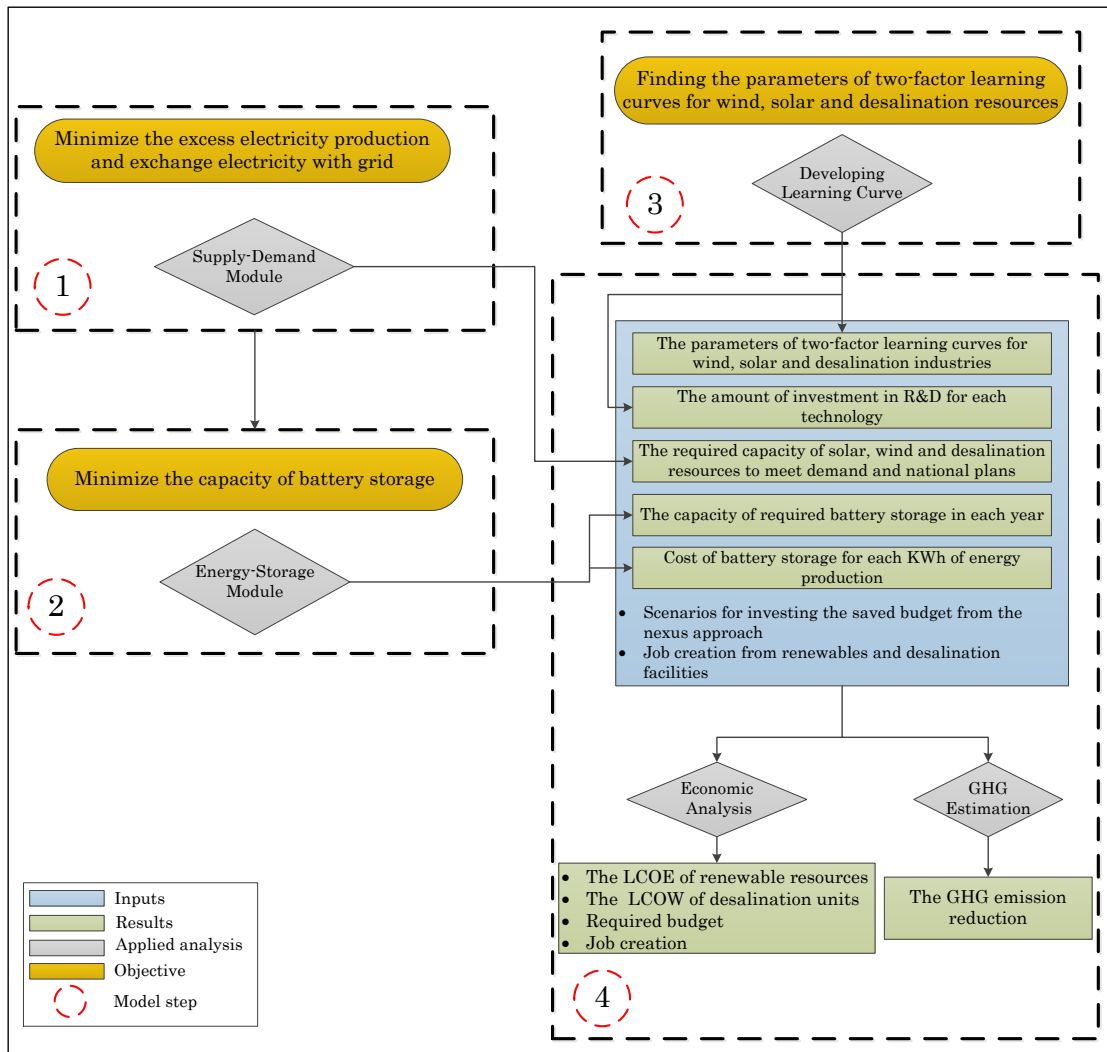 Finding the parameters of two-factor learning
curves for wind, solar and desalination resources
Developing
Learning Curve
3
Minimize the excess electricity production
and exchange electricity with grid
Supply-Demand
Module
1
Minimize the capacity of battery storage
Energy-Storage
Module
2
The parameters of two-factor learning curves for
wind, solar and desalination industries
The amount of investment in R&D for each
technology
The required capacity of solar, wind and desalination
resources to meet demand and national plans
The capacity of required battery storage in each year
Cost of battery storage for each KWh of energy
production
• Scenarios for investing the saved budget from the
nexus approach
• Job creation from renewables and desalination
facilities
Economic
Analysis
GHG
Estimation
• The LCOE of renewable resources
• The LCOW of desalination units
• Required budget
• Job creation
The GHG emission
reduction
4
Inputs
Results
Applied analysis
Objective
Model step